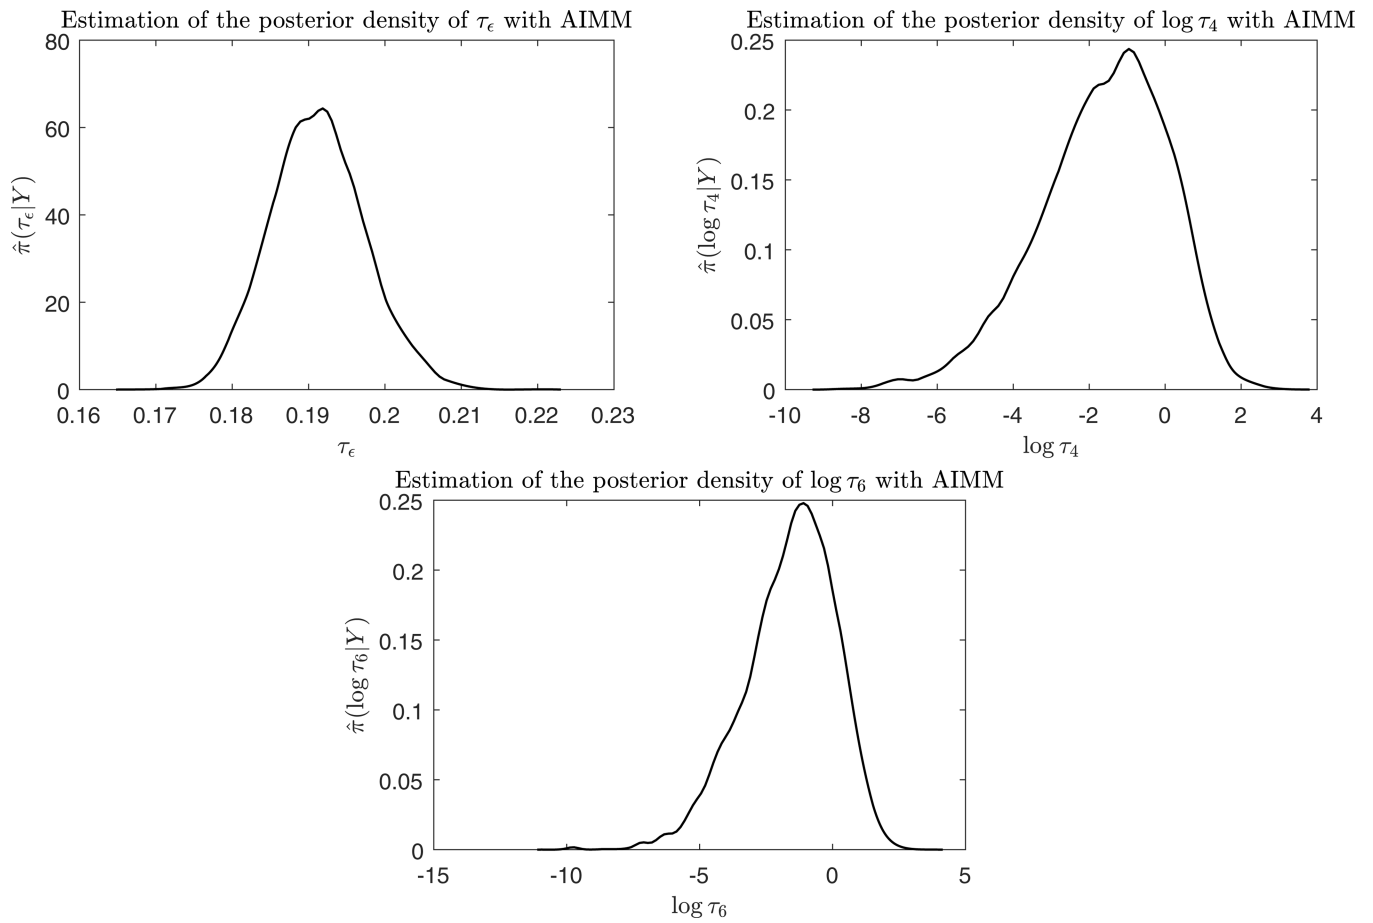 Estimation of the posterior density of τ_ϵ with AIMM
80
60
40
20
0
π̂(τ_ϵ|Y)
0.16 0.17 0.18 0.19 0.2 0.21 0.22 0.23
τ_ϵ
Estimation of the posterior density of log τ_4 with AIMM
0.25
0.2
0.15
0.1
0.05
0
π̂(log τ_4|Y)
-10 -8 -6 -4 -2 0 2 4
log τ_4
Estimation of the posterior density of log τ_6 with AIMM
0.25
0.2
0.15
0.1
0.05
0
π̂(log τ_6|Y)
-15 -10 -5 0 5
log τ_6